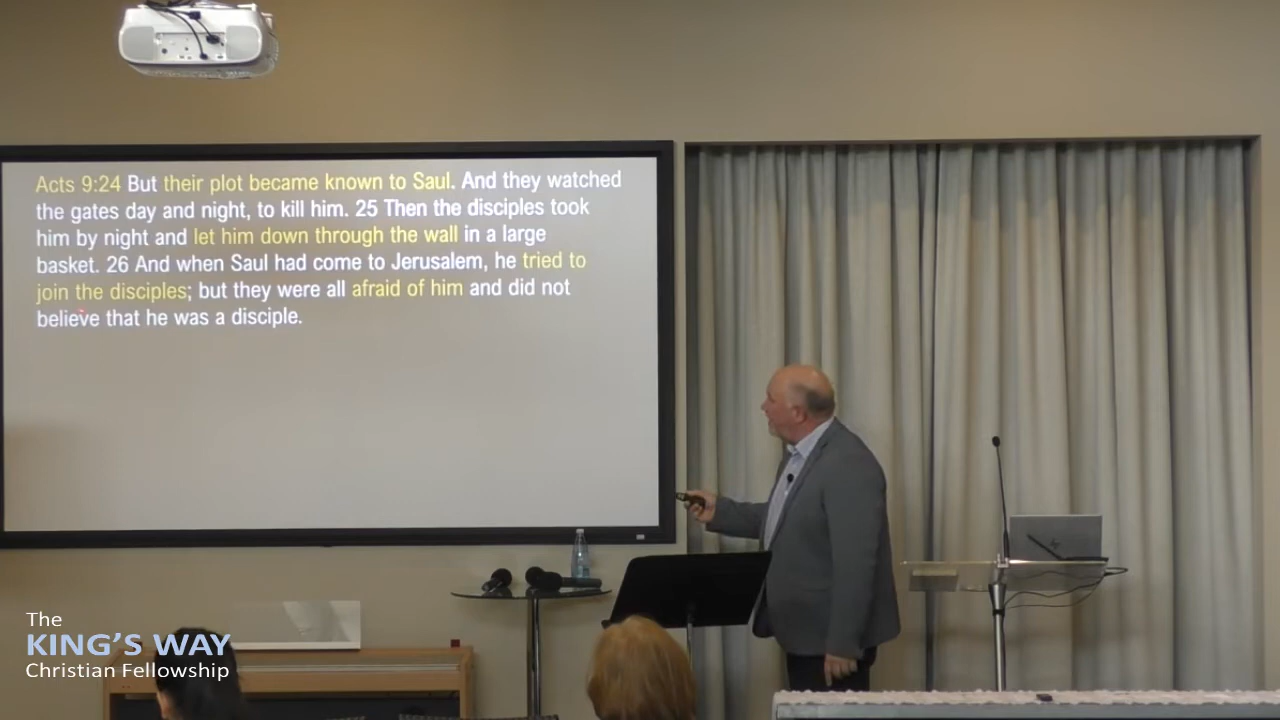 Acts 9:24 But their plot became known to Saul. And they watched
the gates day and night, to kill him. 25 Then the disciples took
him by night and let him down through the wall in a large
basket. 26 And when Saul had come to Jerusalem, he tried to
join the disciples; but they were all afraid of him and did not
believe that he was a disciple.
The
KING'S WAY
Christian Fellowship